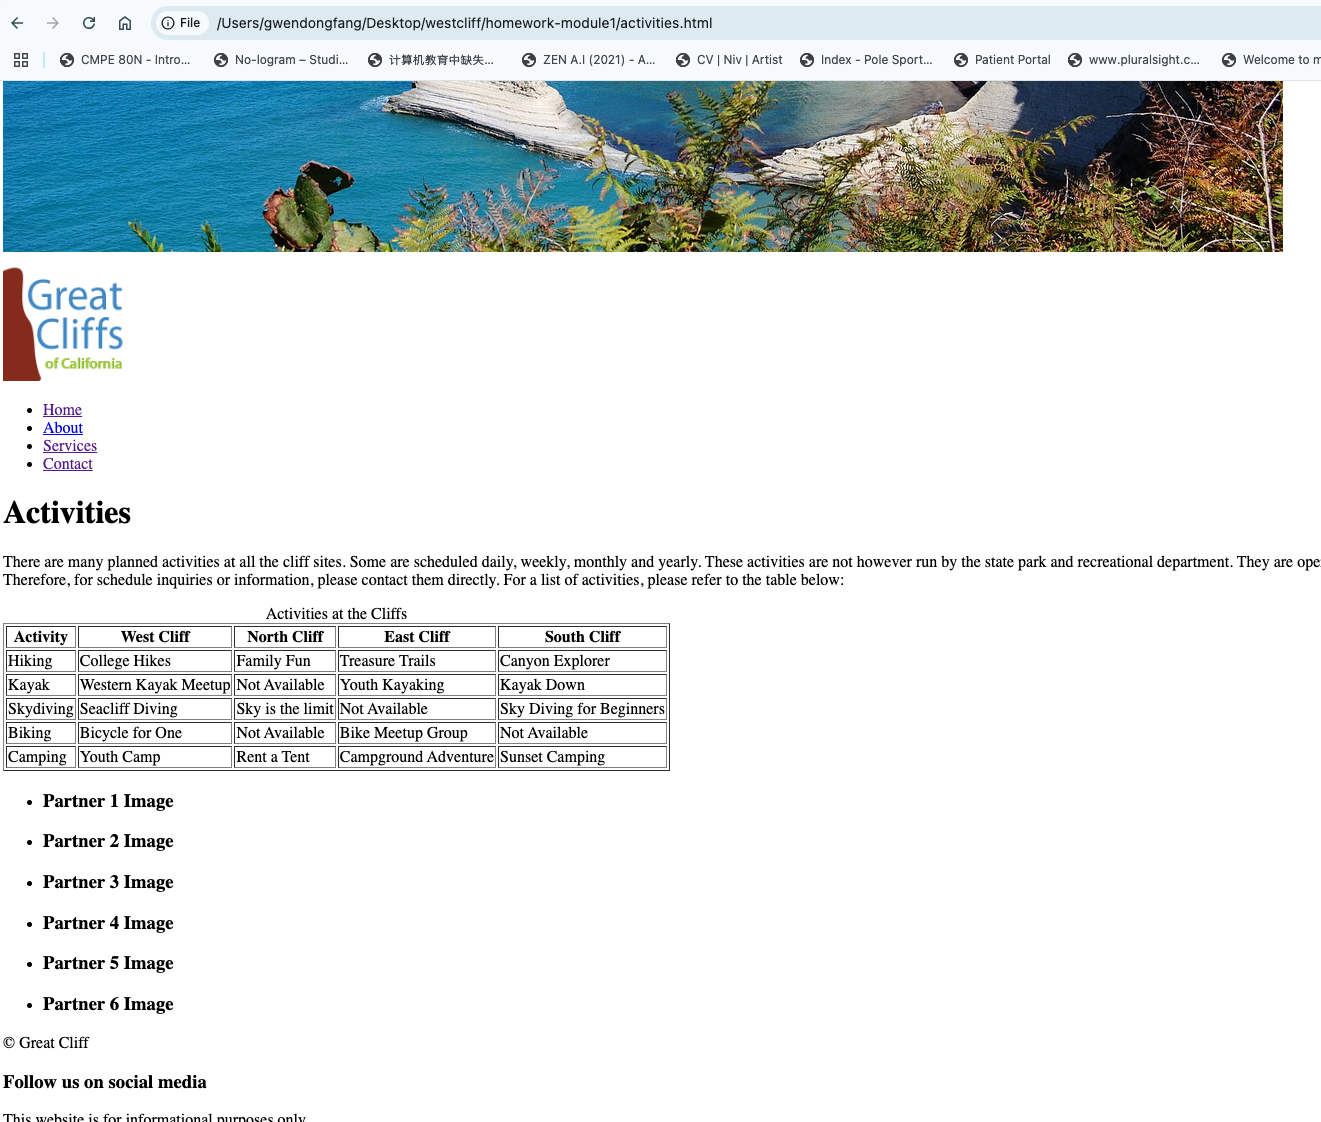 File /Users/gwendongfang/Desktop/westcliff/homework-module1/activities.html
CMPE 80N - Intro... No-logram – Studi... 计算机教育中缺失... ZEN A.I (2021) - A... CV | Niv | Artist Index - Pole Sport... Patient Portal www.pluralsight.c... Welcome to m
Great
Cliffs
of California
Home
About
Services
Contact
Activities
There are many planned activities at all the cliff sites. Some are scheduled daily, weekly, monthly and yearly. These activities are not however run by the state park and recreational department. They are ope
Therefore, for schedule inquiries or information, please contact them directly. For a list of activities, please refer to the table below:
Activities at the Cliffs
Activity West Cliff North Cliff East Cliff South Cliff
Hiking College Hikes Family Fun Treasure Trails Canyon Explorer
Kayak Western Kayak Meetup Not Available Youth Kayaking Kayak Down
Skydiving Seacliff Diving Sky is the limit Not Available Sky Diving for Beginners
Biking Bicycle for One Not Available Bike Meetup Group Not Available
Camping Youth Camp Rent a Tent Campground Adventure Sunset Camping
Partner 1 Image
Partner 2 Image
Partner 3 Image
Partner 4 Image
Partner 5 Image
Partner 6 Image
© Great Cliff
Follow us on social media
This website is for informational purposes only